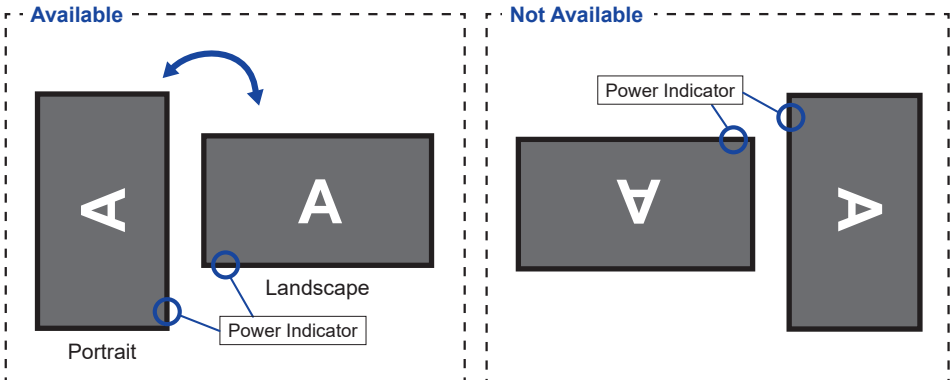 Available
A
A
Landscape
Power Indicator
Portrait
Not Available
Power Indicator
A
A